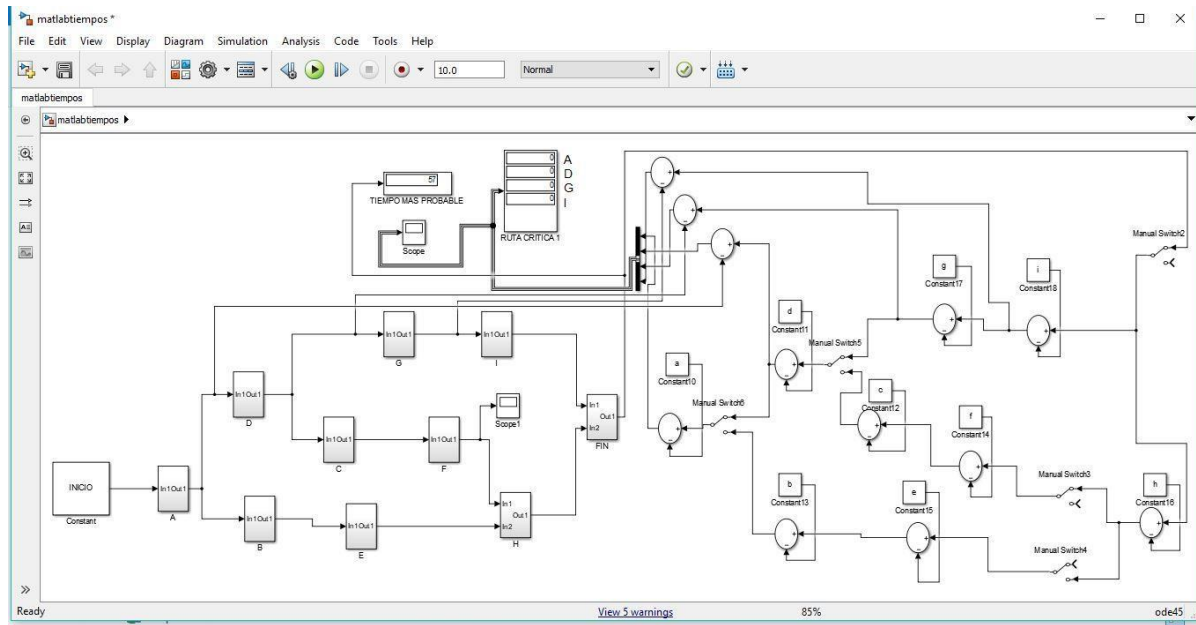 matlabtiempos *
File Edit View Display Diagram Simulation Analysis Code Tools Help
10.0
Normal
matlabtiempos
matlabtiempos
57
TIEMPO MAS PROBABLE
Scope
0
0
0
0
A
D
G
I
RUTA CRITICA 1
Manual Switch2
g
Constant17
i
Constant18
d
Constant11
Manual Switch5
a
Constant10
Manual Switch6
c
Constant12
f
Constant14
Manual Switch3
b
Constant13
e
Constant15
h
Constant16
Manual Switch4
In1 Out1
G
In1 Out1
I
In1 Out1
D
Scope1
In1
In2
Out1
FIN
In1 Out1
C
In1 Out1
F
INICIO
Constant
In1 Out1
A
In1 Out1
B
In1 Out1
E
In1
In2
Out1
H
Ready
View 5 warnings
85%
ode45